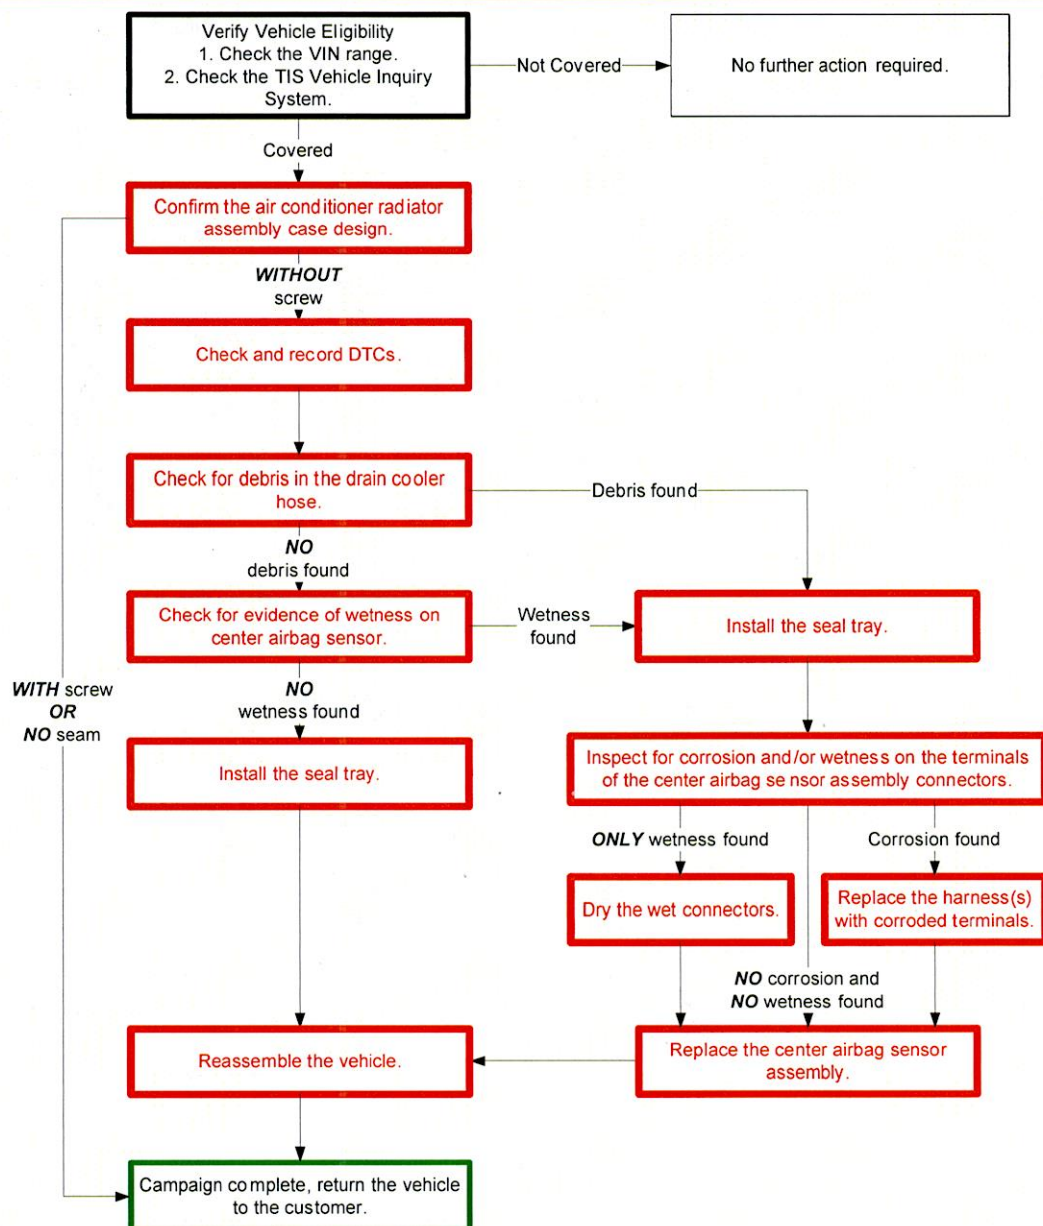 Verify Vehicle Eligibility
1. Check the VIN range.
2. Check the TIS Vehicle Inquiry
System.
Not Covered
No further action required.
Covered
Confirm the air conditioner radiator
assembly case design.
WITHOUT
screw
Check and record DTCs.
Check for debris in the drain cooler
hose.
Debris found
NO
debris found
Check for evidence of wetness on
center airbag sensor.
Wetness
found
Install the seal tray.
WITH screw
OR
NO seam
NO
wetness found
Install the seal tray.
Inspect for corrosion and/or wetness on the terminals
of the center airbag sensor assembly connectors.
ONLY wetness found
Corrosion found
Dry the wet connectors.
Replace the harness(s)
with corroded terminals.
NO corrosion and
NO wetness found
Reassemble the vehicle.
Replace the center airbag sensor
assembly.
Campaign complete, return the vehicle
to the customer.